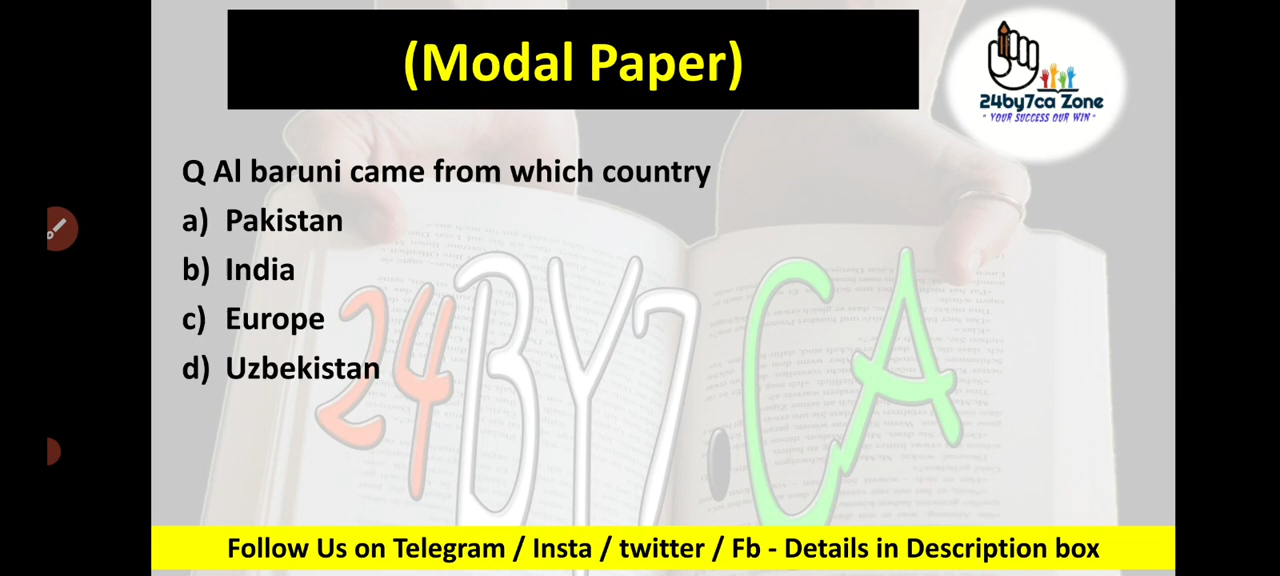 (Modal Paper)
24by7ca Zone
"YOUR SUCCESS OUR WIN"
Q Al baruni came from which country
a) Pakistan
b) India
c) Europe
d) Uzbekistan
24BY7.CA
Follow Us on Telegram / Insta / twitter / Fb - Details in Description box